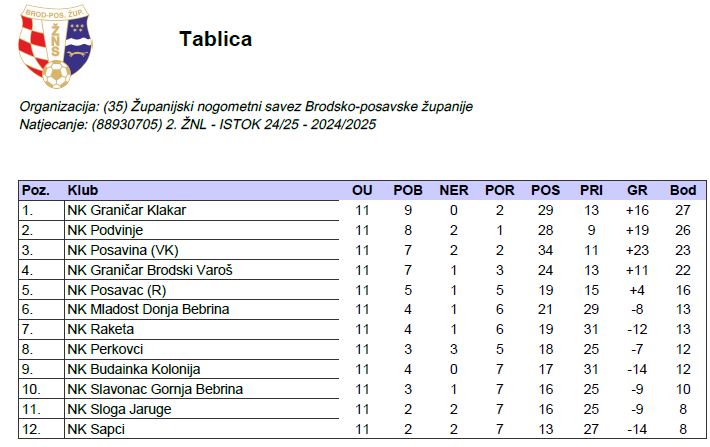 BROD-POS. ŽUP.
ŽNS
Tablica
Organizacija: (35) Županijski nogometni savez Brodsko-posavske županije
Natjecanje: (88930705) 2. ŽNL - ISTOK 24/25 - 2024/2025
Poz. Klub OU POB NER POR POS PRI GR Bod
1. NK Graničar Klakar 11 9 0 2 29 13 +16 27
2. NK Podvinje 11 8 2 1 28 9 +19 26
3. NK Posavina (VK) 11 7 2 2 34 11 +23 23
4. NK Graničar Brodski Varoš 11 7 1 3 24 13 +11 22
5. NK Posavac (R) 11 5 1 5 19 15 +4 16
6. NK Mladost Donja Bebrina 11 4 1 6 21 29 -8 13
7. NK Raketa 11 4 1 6 19 31 -12 13
8. NK Perkovci 11 3 3 5 18 25 -7 12
9. NK Budainka Kolonija 11 4 0 7 17 31 -14 12
10. NK Slavonac Gornja Bebrina 11 3 1 7 16 25 -9 10
11. NK Sloga Jaruge 11 2 2 7 16 25 -9 8
12. NK Sapci 11 2 2 7 13 27 -14 8